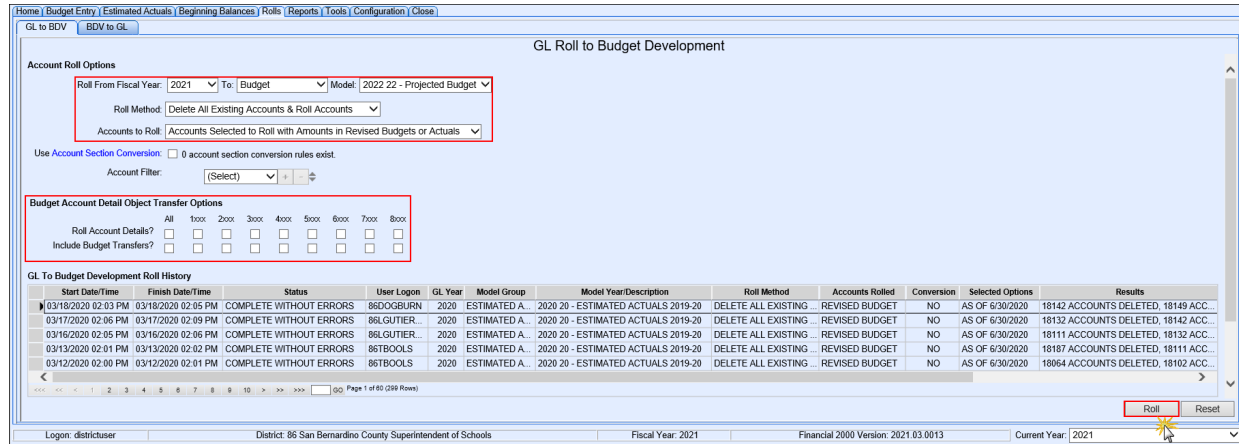 Home Budget Entry Estimated Actuals Beginning Balances Rolls Reports Tools Configuration Close
GL to BDV BDV to GL
GL Roll to Budget Development
Account Roll Options
Roll From Fiscal Year: 2021 To: Budget Model: 2022 22 - Projected Budget
Roll Method: Delete All Existing Accounts & Roll Accounts
Accounts to Roll: Accounts Selected to Roll with Amounts in Revised Budgets or Actuals
Use Account Section Conversion: 0 account section conversion rules exist.
Account Filter: (Select) + -
Budget Account Detail Object Transfer Options
All 1xxx 2xxx 3xxx 4xxx 5xxx 6xxx 7xxx 8xxx
Roll Account Details?
Include Budget Transfers?
GL To Budget Development Roll History
Start Date/Time Finish Date/Time Status User Logon GL Year Model Group Model Year/Description Roll Method Accounts Rolled Conversion Selected Options Results
03/18/2020 02:03 PM 03/18/2020 02:05 PM COMPLETE WITHOUT ERRORS 86DOGBURN 2020 ESTIMATED A... 2020 20 - ESTIMATED ACTUALS 2019-20 DELETE ALL EXISTING ... REVISED BUDGET NO AS OF 6/30/2020 18142 ACCOUNTS DELETED, 18149 ACC...
03/17/2020 02:06 PM 03/17/2020 02:09 PM COMPLETE WITHOUT ERRORS 86LGUTIER... 2020 ESTIMATED A... 2020 20 - ESTIMATED ACTUALS 2019-20 DELETE ALL EXISTING ... REVISED BUDGET NO AS OF 6/30/2020 18132 ACCOUNTS DELETED, 18142 ACC...
03/16/2020 02:05 PM 03/16/2020 02:06 PM COMPLETE WITHOUT ERRORS 86LGUTIER... 2020 ESTIMATED A... 2020 20 - ESTIMATED ACTUALS 2019-20 DELETE ALL EXISTING ... REVISED BUDGET NO AS OF 6/30/2020 18111 ACCOUNTS DELETED, 18132 ACC...
03/13/2020 02:01 PM 03/13/2020 02:02 PM COMPLETE WITHOUT ERRORS 86TBOOLS 2020 ESTIMATED A... 2020 20 - ESTIMATED ACTUALS 2019-20 DELETE ALL EXISTING ... REVISED BUDGET NO AS OF 6/30/2020 18187 ACCOUNTS DELETED, 18111 ACC...
03/12/2020 02:00 PM 03/12/2020 02:01 PM COMPLETE WITHOUT ERRORS 86TBOOLS 2020 ESTIMATED A... 2020 20 - ESTIMATED ACTUALS 2019-20 DELETE ALL EXISTING ... REVISED BUDGET NO AS OF 6/30/2020 18064 ACCOUNTS DELETED, 18102 ACC...
<<< << < 1 2 3 4 5 6 7 8 9 10 > >> >>> GO Page 1 of 60 (299 Rows)
Roll Reset
Logon: districtuser District: 86 San Bernardino County Superintendent of Schools Fiscal Year: 2021 Financial 2000 Version: 2021.03.0013 Current Year: 2021